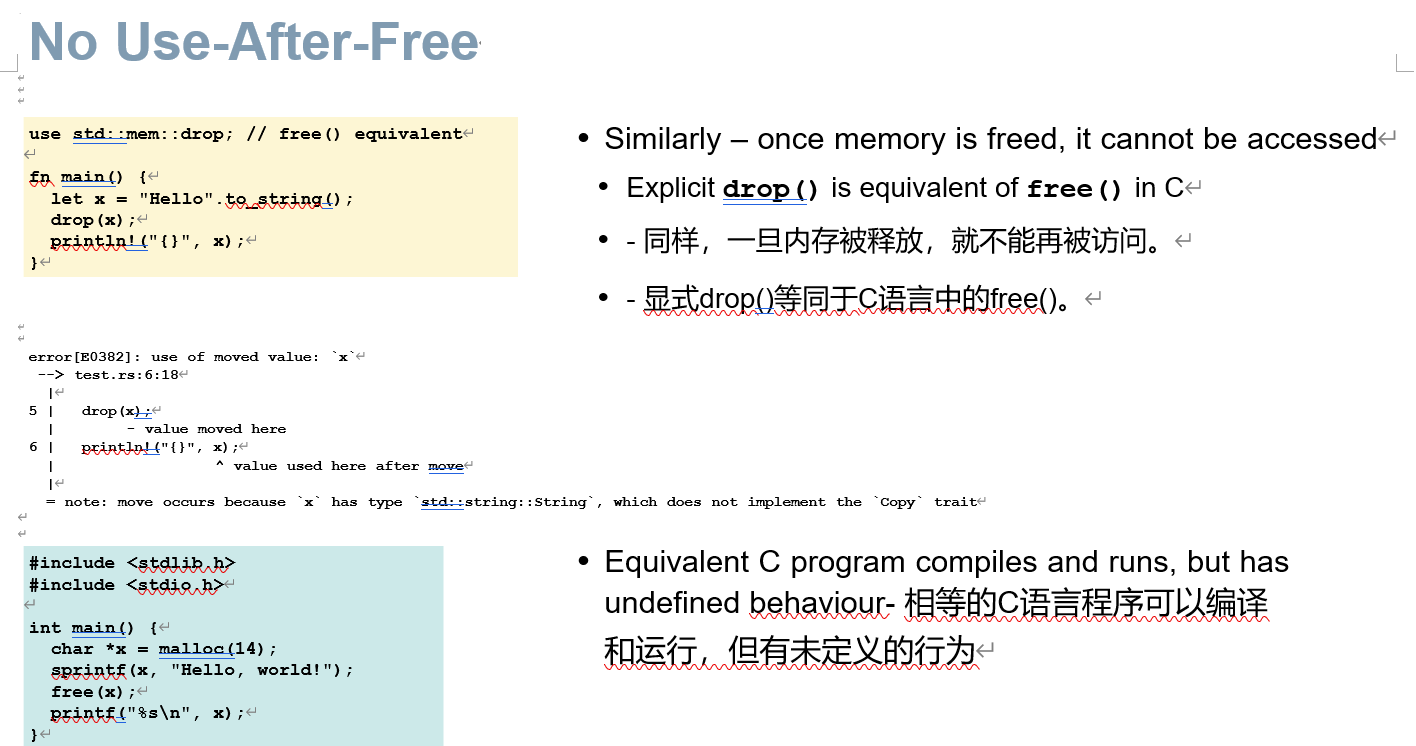 No Use-After-Free
use std::mem::drop; // free() equivalent
fn main() {
let x = "Hello".to_string();
drop(x);
println!("{}", x);
}
• Similarly – once memory is freed, it cannot be accessed
• Explicit drop() is equivalent of free() in C
• - 同样，一旦内存被释放，就不能再被访问。
• - 显式drop()等同于C语言中的free()。
error[E0382]: use of moved value: `x`
--> test.rs:6:18
|
5 | drop(x);
| - value moved here
6 | println!("{}", x);
| ^ value used here after move
|
= note: move occurs because `x` has type `std::string::String`, which does not implement the `Copy` trait
#include <stdlib.h>
#include <stdio.h>
int main() {
char *x = malloc(14);
sprintf(x, "Hello, world!");
free(x);
printf("%s\n", x);
}
• Equivalent C program compiles and runs, but has
undefined behaviour- 相等的C语言程序可以编译
和运行，但有未定义的行为